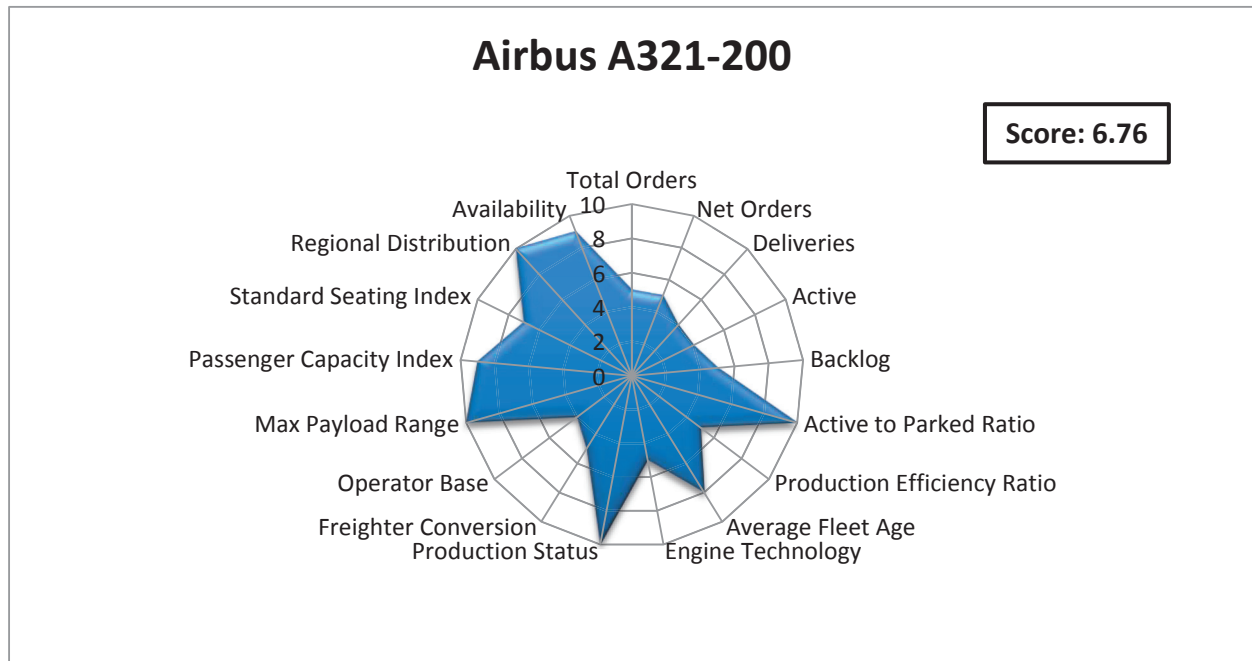 Airbus A321-200
Score: 6.76
Total Orders
Net Orders
Deliveries
Active
Backlog
Active to Parked Ratio
Production Efficiency Ratio
Average Fleet Age
Engine Technology
Production Status
Freighter Conversion
Operator Base
Max Payload Range
Passenger Capacity Index
Standard Seating Index
Regional Distribution
Availability
10
8
6
4
2
0